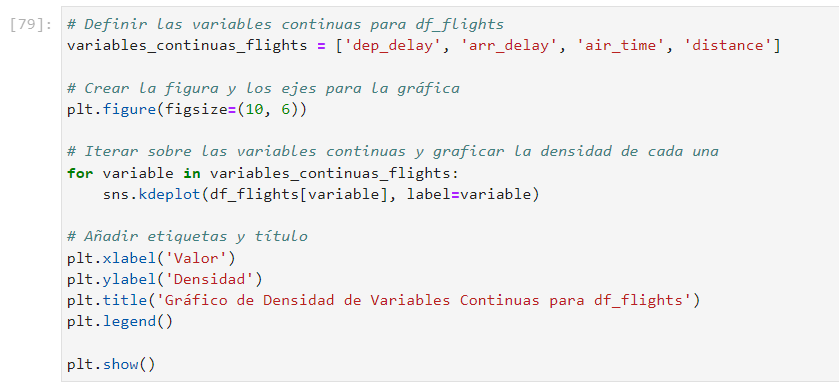 [79]: # Definir las variables continuas para df_flights
variables_continuas_flights = ['dep_delay', 'arr_delay', 'air_time', 'distance']
# Crear la figura y los ejes para la gráfica
plt.figure(figsize=(10, 6))
# Iterar sobre las variables continuas y graficar la densidad de cada una
for variable in variables_continuas_flights:
    sns.kdeplot(df_flights[variable], label=variable)
# Añadir etiquetas y título
plt.xlabel('Valor')
plt.ylabel('Densidad')
plt.title('Gráfico de Densidad de Variables Continuas para df_flights')
plt.legend()
plt.show()